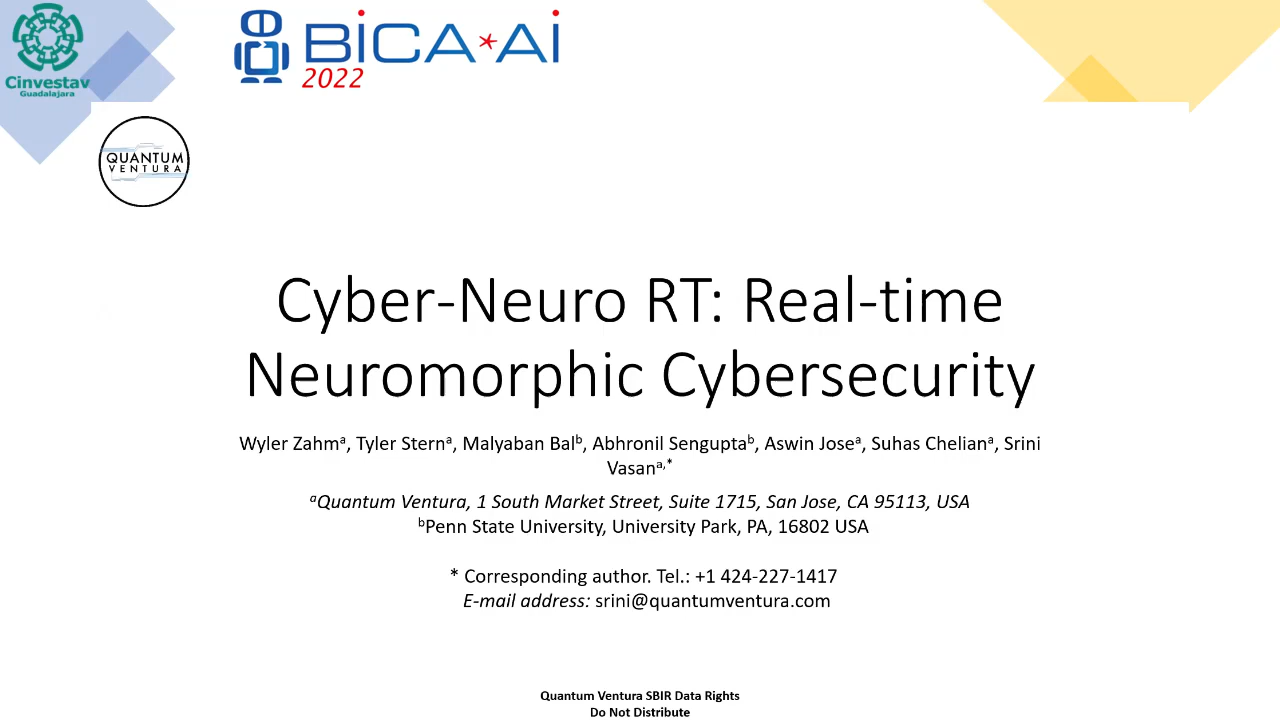 Cinvestav
Guadalajara
BiCA*Ai
2022
QUANTUM
VENTURA
Cyber-Neuro RT: Real-time
Neuromorphic Cybersecurity
Wyler Zahmᵃ, Tyler Sternᵃ, Malyaban Balᵇ, Abhronil Senguptaᵇ, Aswin Joseᵃ, Suhas Chelianᵃ, Srini
Vasanᵃ,*
ᵃQuantum Ventura, 1 South Market Street, Suite 1715, San Jose, CA 95113, USA
ᵇPenn State University, University Park, PA, 16802 USA
* Corresponding author. Tel.: +1 424-227-1417
E-mail address: srini@quantumventura.com
Quantum Ventura SBIR Data Rights
Do Not Distribute